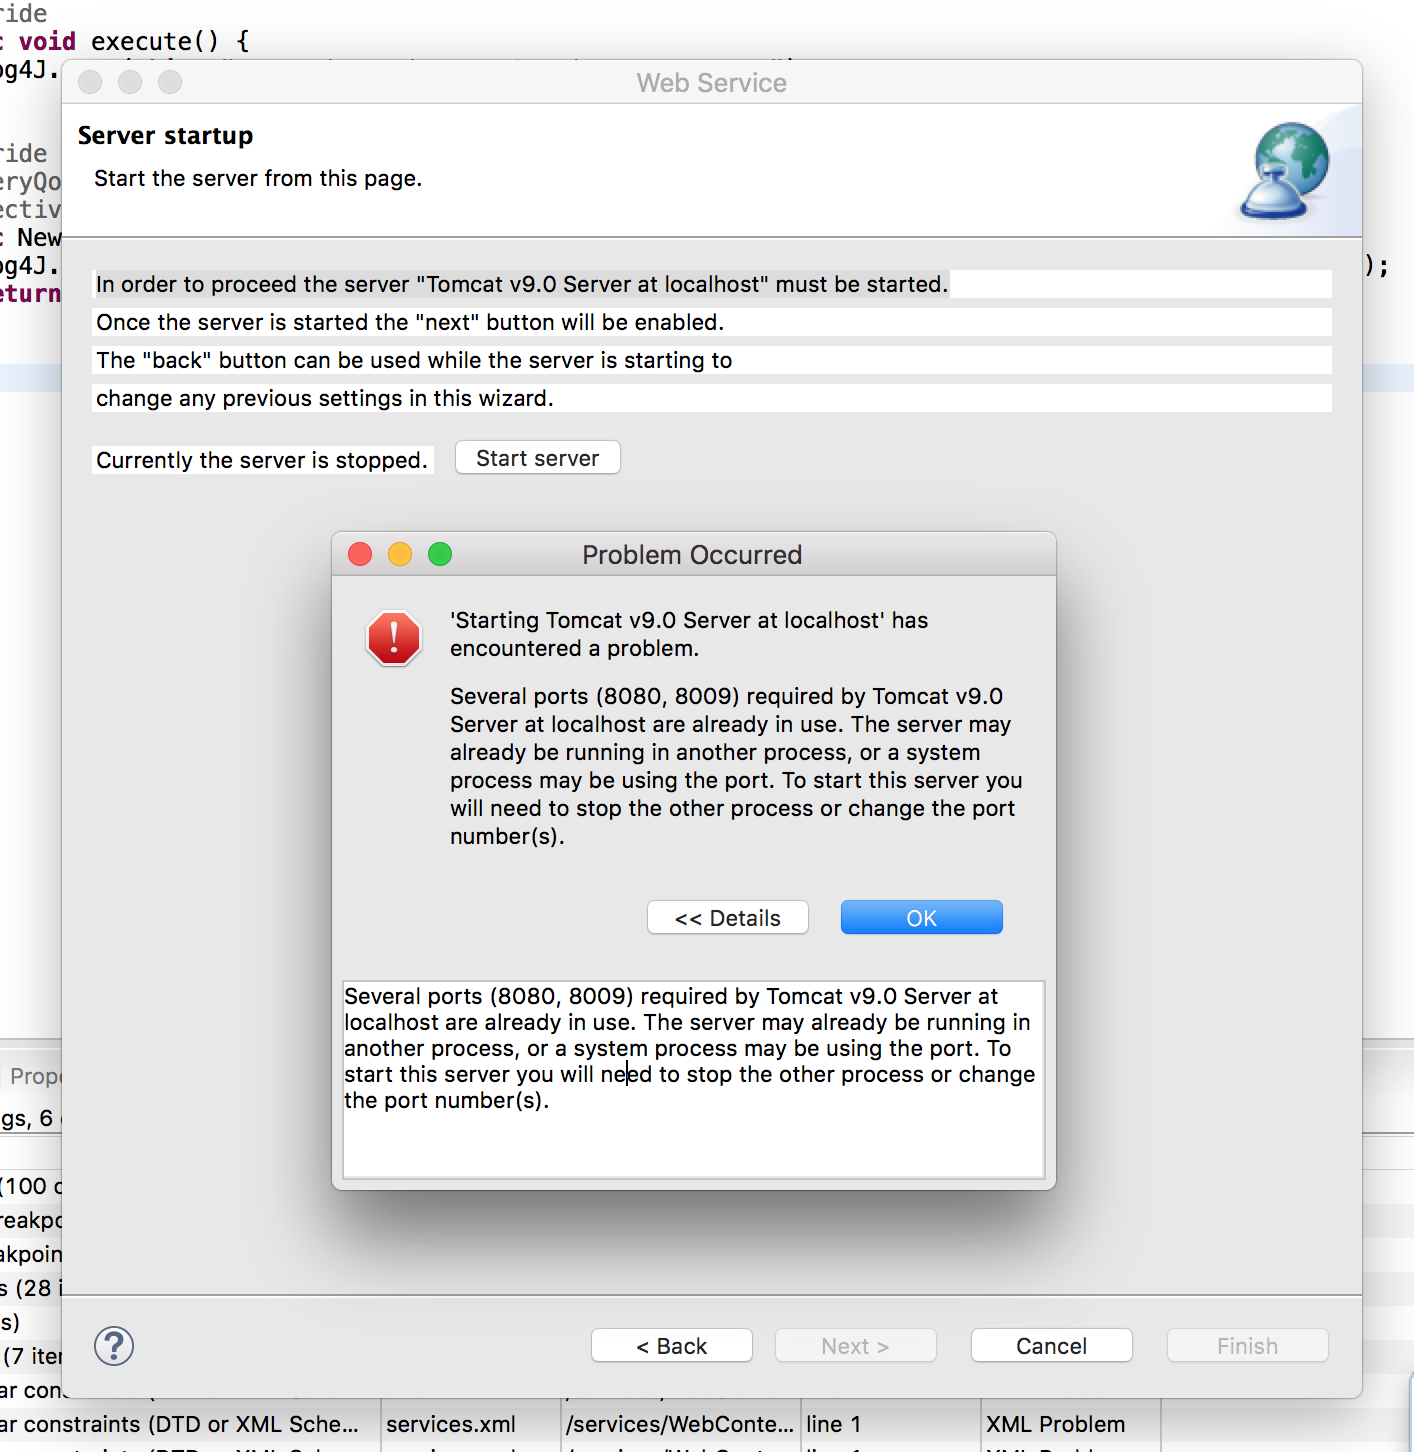 ride
c void execute() {
og4J.
Web Service
Server startup
Start the server from this page.
ride
eryQo
ectiv
c New
og4J.
);
eturn
In order to proceed the server "Tomcat v9.0 Server at localhost" must be started.
Once the server is started the "next" button will be enabled.
The "back" button can be used while the server is starting to
change any previous settings in this wizard.
Currently the server is stopped.
Start server
Problem Occurred
'Starting Tomcat v9.0 Server at localhost' has
encountered a problem.
Several ports (8080, 8009) required by Tomcat v9.0
Server at localhost are already in use. The server may
already be running in another process, or a system
process may be using the port. To start this server you
will need to stop the other process or change the port
number(s).
<< Details
OK
Several ports (8080, 8009) required by Tomcat v9.0 Server at
localhost are already in use. The server may already be running in
another process, or a system process may be using the port. To
start this server you will need to stop the other process or change
the port number(s).
Prope
gs, 6
(100
reakpo
akpoin
s (28 i
s)
(7 iter
?
< Back
Next >
Cancel
Finish
ar con
ar constraints (DTD or XML Sche... services.xml /services/WebConte... line 1 XML Problem